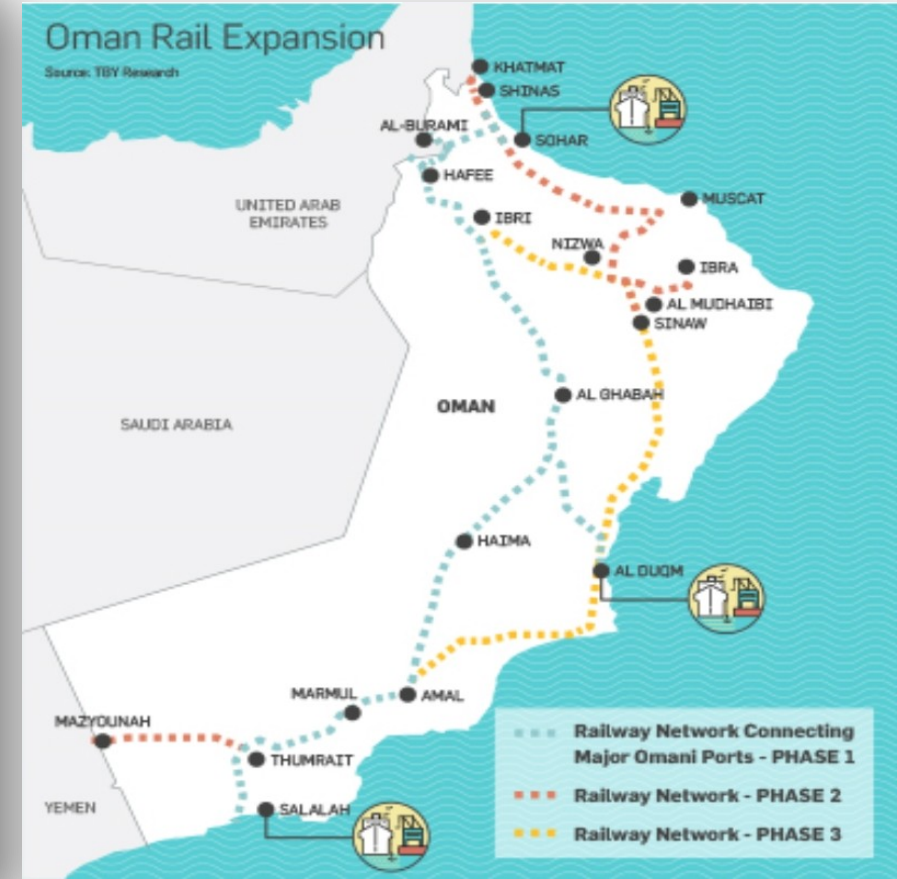 Oman Rail Expansion
Source: TBY Research
KHATMAT
SHINAS
AL-BURAMI
SOHAR
HAFEE
MUSCAT
UNITED ARAB
EMIRATES
IBRI
NIZWA
IBRA
AL MUDHAIBI
SINAW
OMAN
AL GHABAH
SAUDI ARABIA
HAIMA
AL DUQM
MARMUL
AMAL
MAZYOUNAH
THUMRAIT
YEMEN
SALALAH
Railway Network Connecting
Major Omani Ports - PHASE 1
Railway Network - PHASE 2
Railway Network - PHASE 3